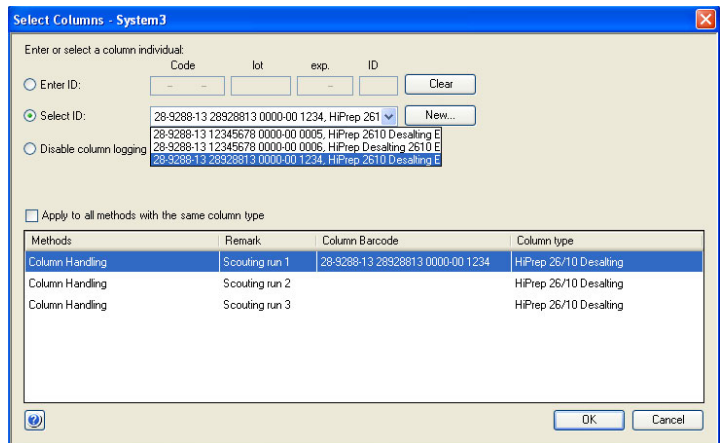 Select Columns - System3
Enter or select a column individual:
Code lot exp. ID
Enter ID: Clear
Select ID: 28-9288-13 28928813 0000-00 1234, HiPrep 261 New...
28-9288-13 12345678 0000-00 0005, HiPrep 2610 Desalting E
Disable column logging 28-9288-13 12345678 0000-00 0006, HiPrep Desalting 2610 E
28-9288-13 28928813 0000-00 1234, HiPrep 2610 Desalting E
Apply to all methods with the same column type
Methods Remark Column Barcode Column type
Column Handling Scouting run 1 28-9288-13 28928813 0000-00 1234 HiPrep 26/10 Desalting
Column Handling Scouting run 2 HiPrep 26/10 Desalting
Column Handling Scouting run 3 HiPrep 26/10 Desalting
OK Cancel